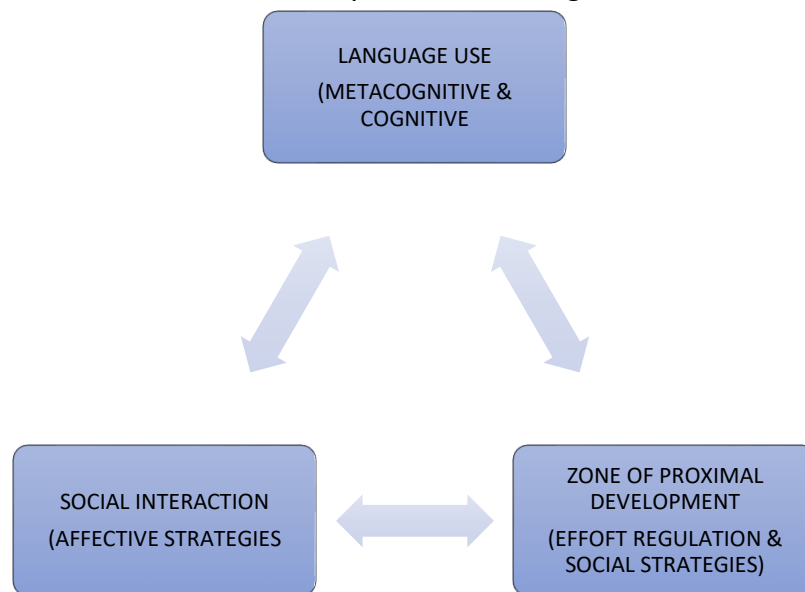 LANGUAGE USE
(METACOGNITIVE &
COGNITIVE
SOCIAL INTERACTION
(AFFECTIVE STRATEGIES
ZONE OF PROXIMAL
DEVELOPMENT
(EFFOFT REGULATION &
SOCIAL STRATEGIES)